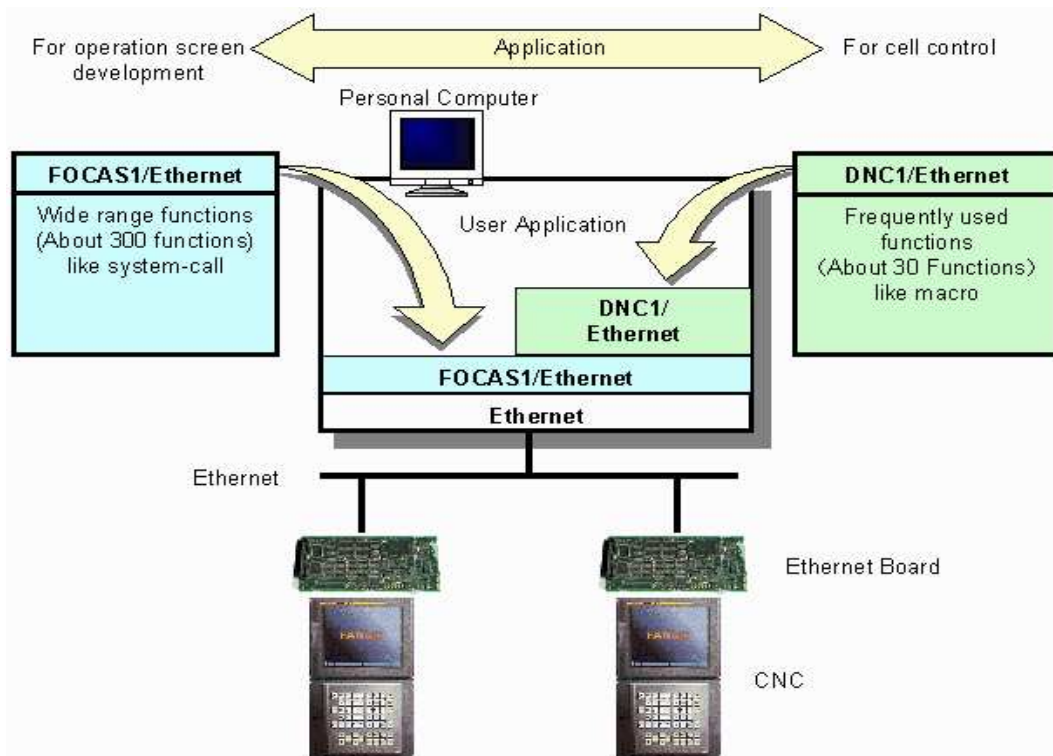 For operation screen
development
Application
For cell control
Personal Computer
FOCAS1/Ethernet
Wide range functions
(About 300 functions)
like system-call
DNC1/Ethernet
Frequently used
functions
(About 30 Functions)
like macro
User Application
DNC1/
Ethernet
FOCAS1/Ethernet
Ethernet
Ethernet
Ethernet Board
FANUC
CNC